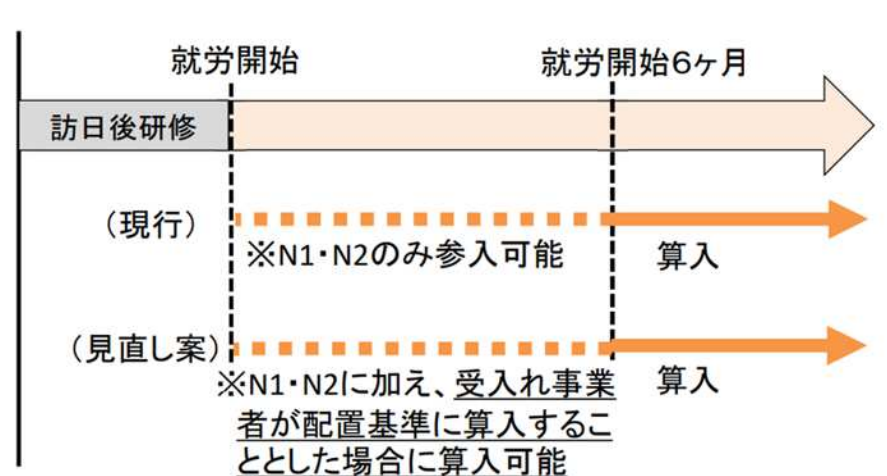 就労開始
就労開始6ヶ月
訪日後研修
（現行）
※N1・N2のみ参入可能
算入
（見直し案）
※N1・N2に加え、受入れ事業
者が配置基準に算入するこ
ととした場合に算入可能
算入